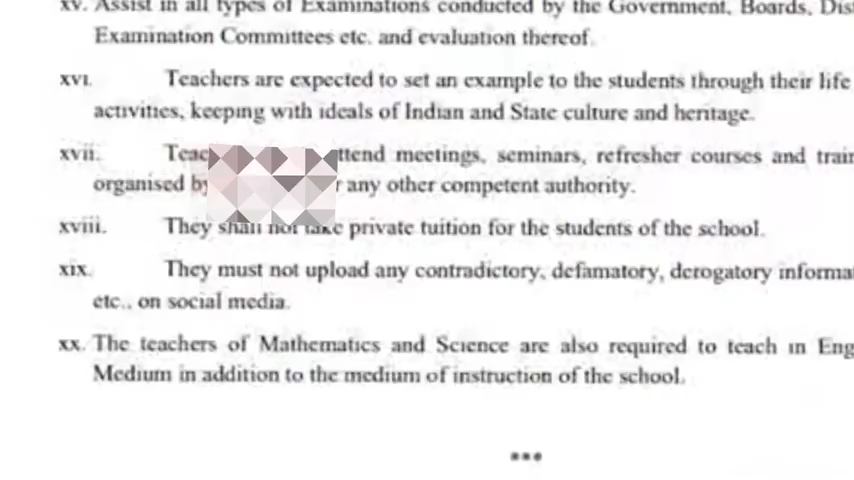 xv. Assist in all types of Examinations conducted by the Government, Boards,
Examination Committees etc. and evaluation thereof.
xvi. Teachers are expected to set an example to the students through their life
activities, keeping with ideals of Indian and State culture and heritage.
xvii. meetings, seminars, refresher courses and
organised any other competent authority.
xviii. They shall not take private tuition for the students of the school.
xix. They must not upload any contradictory, defamatory, derogatory
etc., on social media.
xx. The teachers of Mathematics and Science are also required to teach in
Medium in addition to the medium of instruction of the school.
***